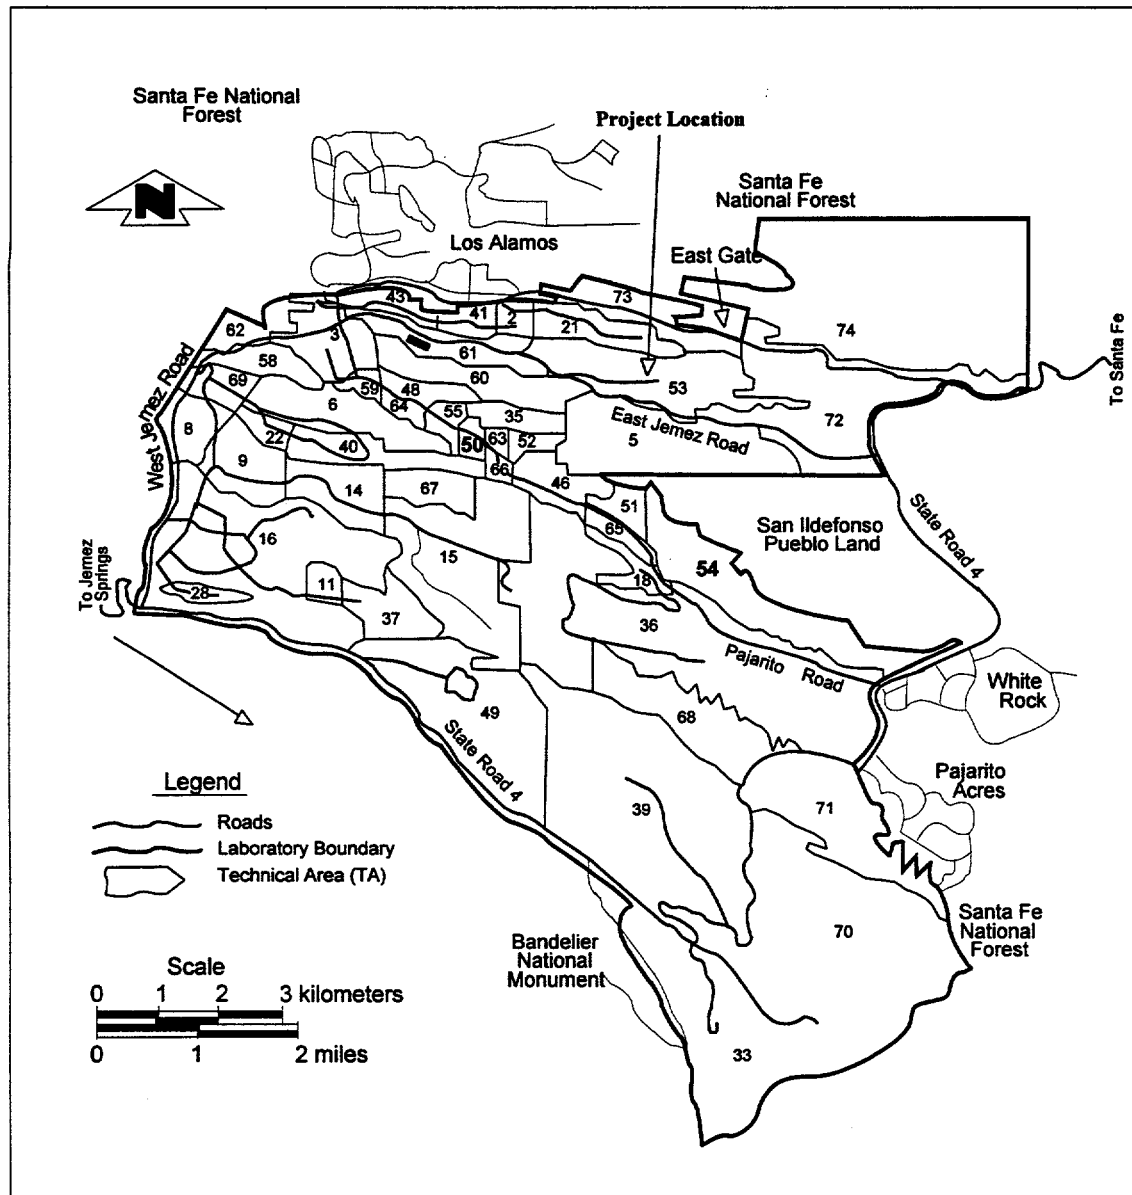 Santa Fe National
Forest
Project Location
N
Santa Fe
National Forest
Los Alamos
East Gate
43
73
41
2
21
74
62
3
61
58
53
To Santa Fe
69
59
48
60
6
64
55
35
72
West Jemez Road
8
22
40
50
63
52
East Jemez Road
5
9
66
46
14
67
51
State Road 4
65
San Ildefonso
Pueblo Land
16
15
54
18
To Jemez
Springs
28
11
37
36
Pajarito Road
White
Rock
49
68
State Road 4
Legend
Pajarito
Acres
Roads
39
71
Laboratory Boundary
Technical Area (TA)
Santa Fe
National
Forest
70
Bandelier
National
Monument
Scale
0 1 2 3 kilometers
0 1 2 miles
33